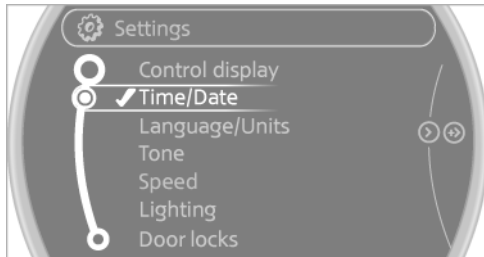 Settings
Control display
Time/Date
Language/Units
Tone
Speed
Lighting
Door locks